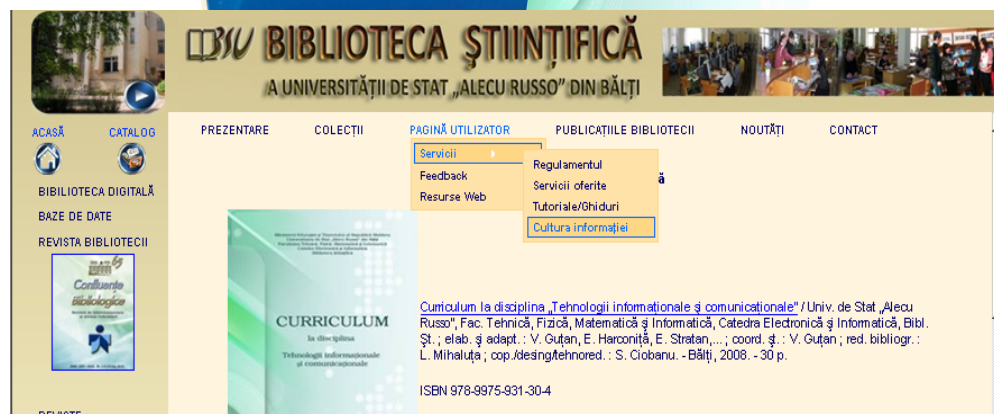 BSU BIBLIOTECA ŞTIINŢIFICĂ
A UNIVERSITĂŢII DE STAT „ALECU RUSSO” DIN BĂLŢI
ACASĂ CATALOG
PREZENTARE COLECŢII PAGINĂ UTILIZATOR PUBLICAŢIILE BIBLIOTECII NOUTĂŢI CONTACT
Servicii
Feedback
Resurse Web
Regulamentul
Servicii oferite
Tutoriale/Ghiduri
Cultura informaţiei
ă
BIBILIOTECA DIGITALĂ
BAZE DE DATE
REVISTA BIBLIOTECII
65
Confluenţe
Bibliologice
CURRICULUM
la disciplina
Tehnologii informaţionale
şi comunicaţionale
Curriculum la disciplina „Tehnologii informaţionale şi comunicaţionale" / Univ. de Stat „Alecu
Russo", Fac. Tehnică, Fizică, Matematică şi Informatică, Catedra Electronică şi Informatică, Bibl.
Şt. ; elab. şi adapt. : V. Guţan, E. Harconiţă, E. Stratan,... ; coord. şt. : V. Guţan ; red. bibliogr. :
L. Mihaluţa ; cop./desing/tehnored. : S. Ciobanu. - Bălţi, 2008. - 30 p.
ISBN 978-9975-931-30-4